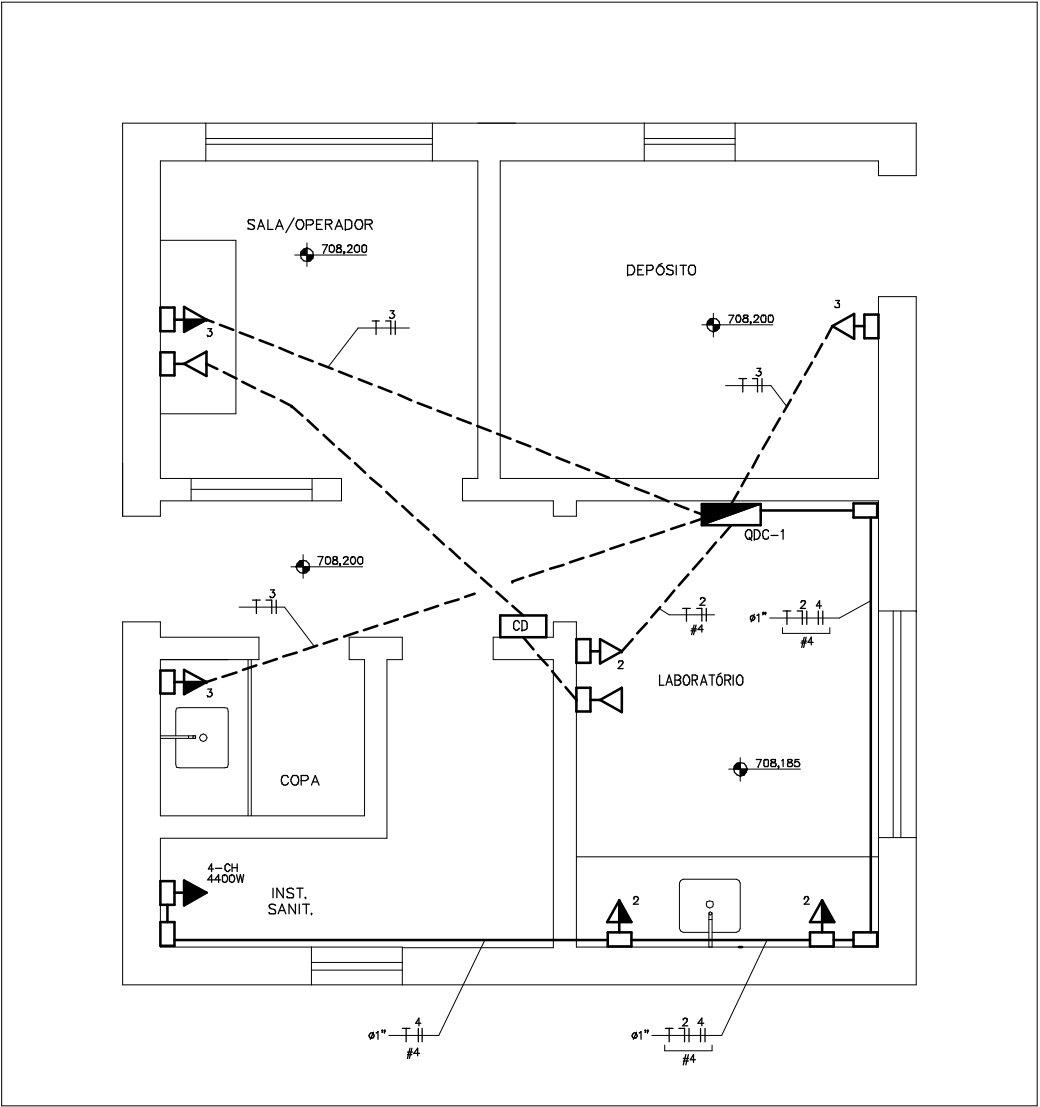 SALA/OPERADOR
708,200
DEPÓSITO
708,200
3
3
3
3
QDC-1
708,200
3
2
#4
ø1" 2 4
#4
CD
2
LABORATÓRIO
3
708,185
COPA
4-CH
4400W
INST.
SANIT.
2
2
ø1" 4
#4
ø1" 2 4
#4